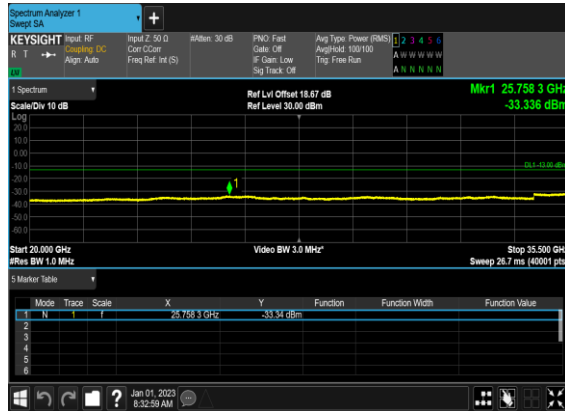 Spectrum Analyzer 1
Swept SA
+
KEYSIGHT Input: RF Input Z: 50 Ω #Atten: 30 dB PNO: Fast Avg Type: Power (RMS) 1 2 3 4 5 6
R T Coupling: DC Corr CCorr Gate: Off Avg|Hold: 100/100 A W W W W W
Align: Auto Freq Ref: Int (S) IF Gain: Low Trig: Free Run
Sig Track: Off A N N N N N
1 Spectrum Ref Lvl Offset 18.67 dB Mkr1 25.758 3 GHz
Scale/Div 10 dB Ref Level 30.00 dBm -33.336 dBm
Log
20.0
10.0
0.00
-10.0 DL1 -13.00 dBm
-20.0
1
-30.0
-40.0
-50.0
-60.0
Start 20.000 GHz Video BW 3.0 MHz* Stop 35.500 GHz
#Res BW 1.0 MHz Sweep 26.7 ms (40001 pts
5 Marker Table
Mode Trace Scale X Y Function Function Width Function Value
1 N 1 f 25.758 3 GHz -33.34 dBm
2
3
4
5
6
? Jan 01, 2023
8:32:59 AM